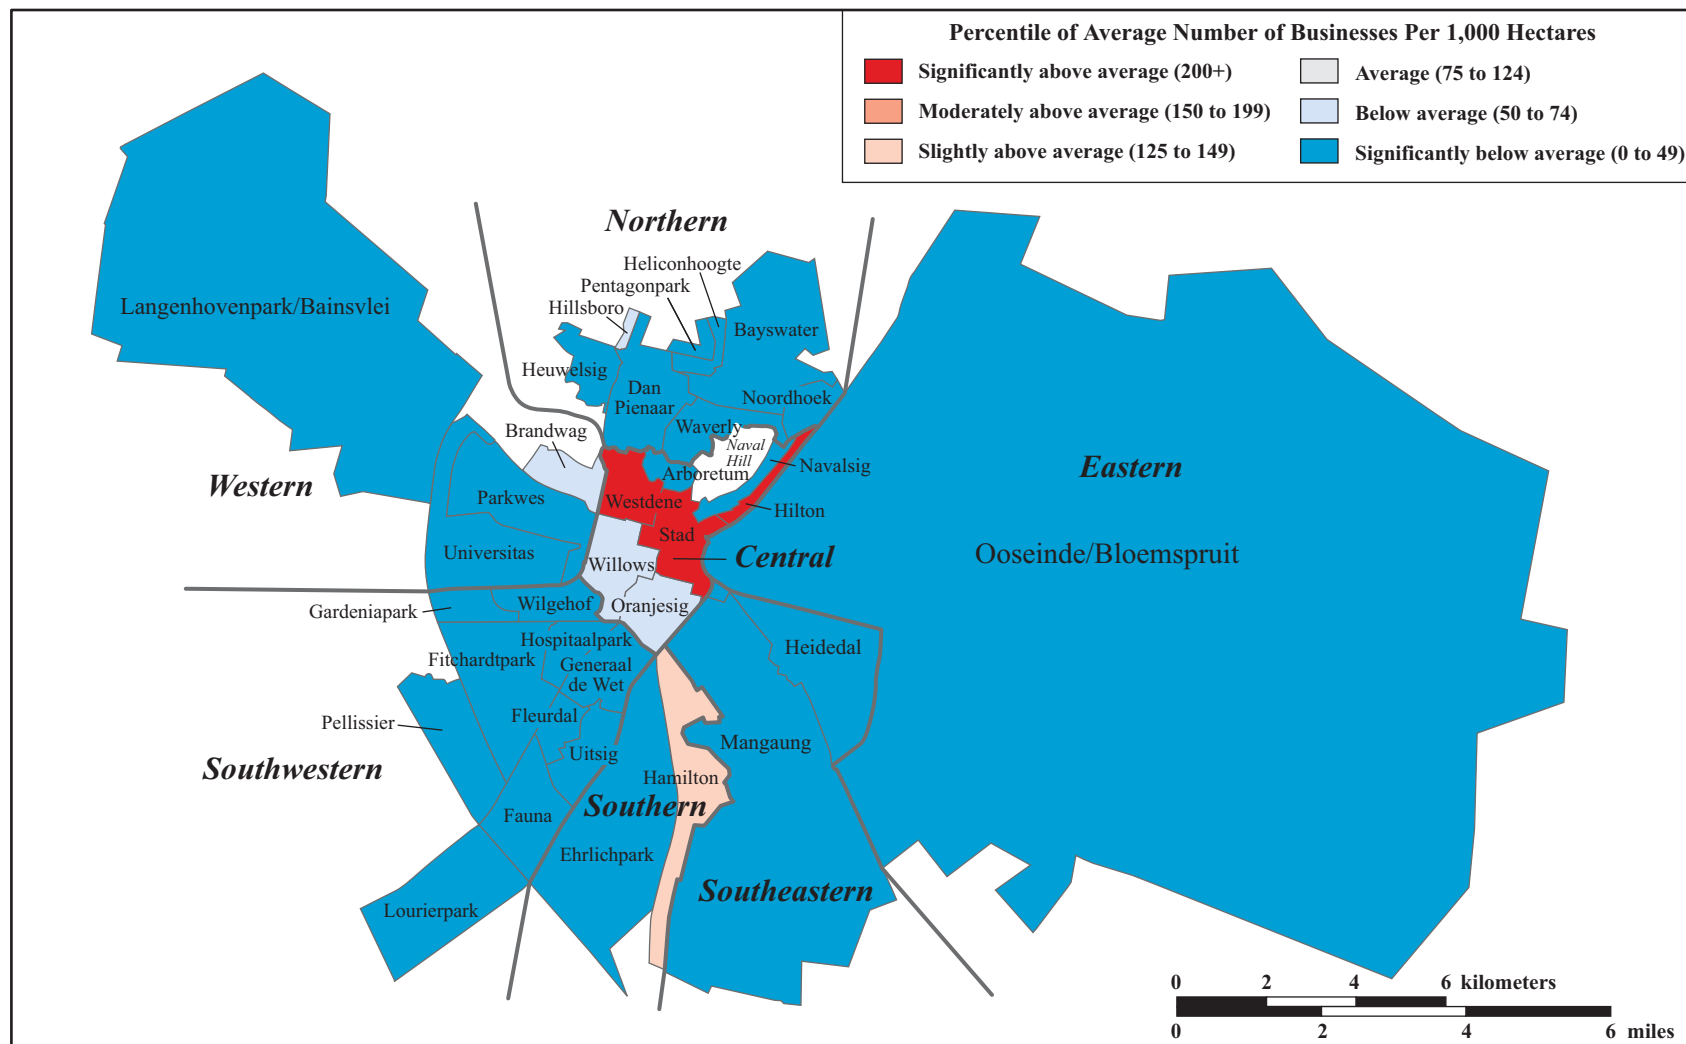 Percentile of Average Number of Businesses Per 1,000 Hectares
Significantly above average (200+)
Average (75 to 124)
Moderately above average (150 to 199)
Below average (50 to 74)
Slightly above average (125 to 149)
Significantly below average (0 to 49)
Northern
Heliconhoogte
Pentagonpark
Hillsboro
Langenhovenpark/Bainsvlei
Bayswater
Heuwelsig
Dan
Pienaar
Noordhoek
Waverly
Brandwag
Naval
Hill
Navalsig
Arboretum
Eastern
Western
Parkwes
Westdene
Hilton
Stad
Universitas
Central
Ooseinde/Bloemspruit
Willows
Gardeniapark
Wilgehof
Oranjesig
Hospitaalpark
Heidedal
Fitchardtpark
Generaal
de Wet
Fleurdal
Pellissier
Mangaung
Uitsig
Southwestern
Hamilton
Southern
Fauna
Ehrlichpark
Southeastern
Lourierpark
0 2 4 6 kilometers
0 2 4 6 miles